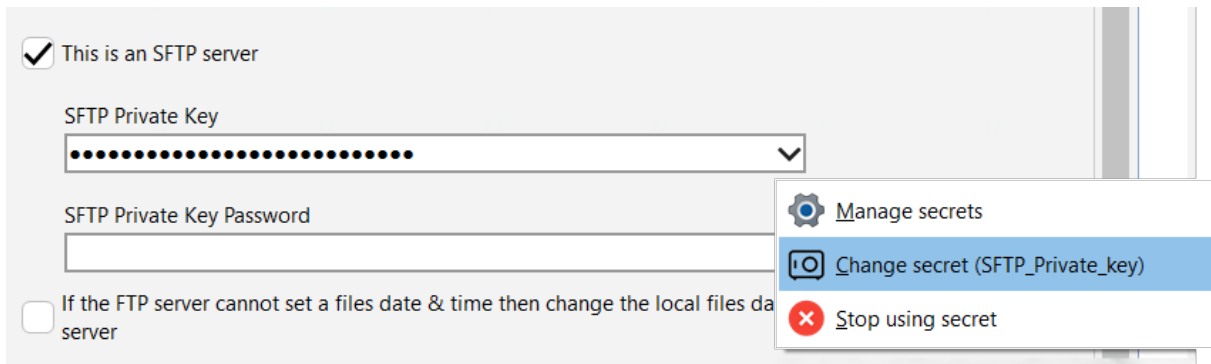 This is an SFTP server
SFTP Private Key
•••••••••••••••••••••••••••
SFTP Private Key Password
Manage secrets
Change secret (SFTP_Private_key)
Stop using secret
If the FTP server cannot set a files date & time then change the local files da
server